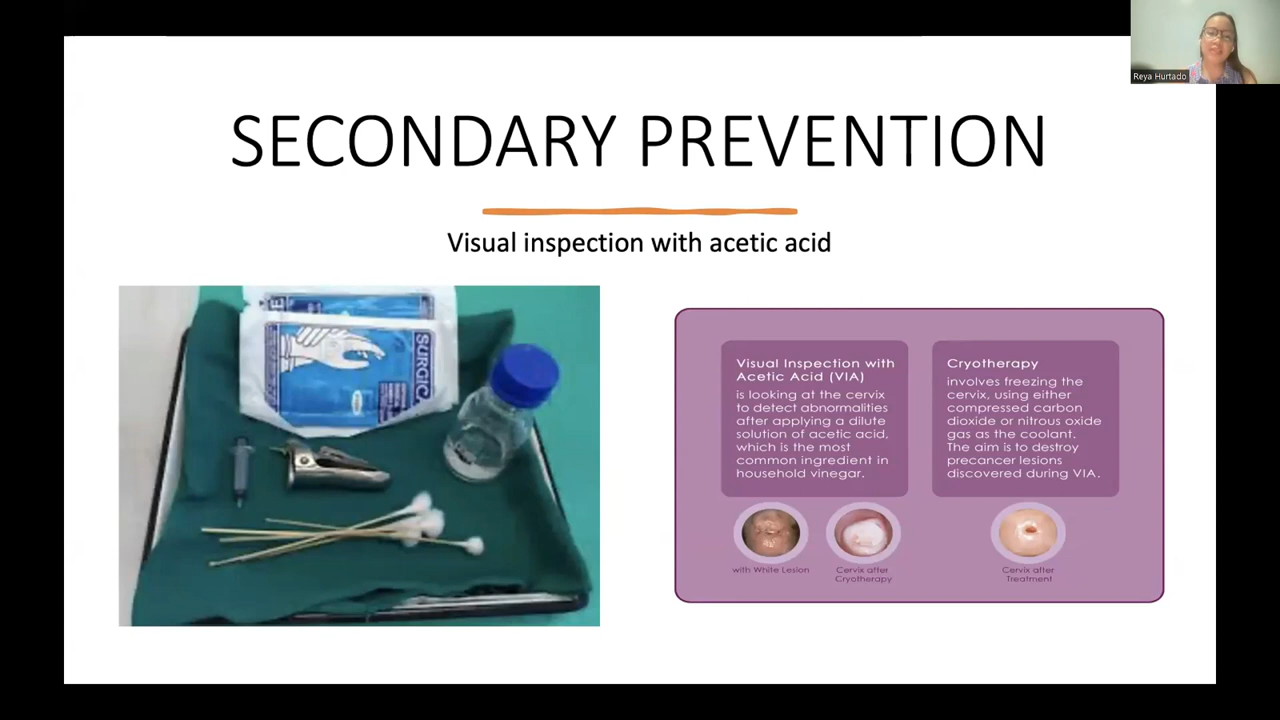 Reya Hurtado
SECONDARY PREVENTION
Visual inspection with acetic acid
SURGIC
Visual Inspection with
Acetic Acid (VIA)
is looking at the cervix
to detect abnormalities
after applying a dilute
solution of acetic acid,
which is the most
common ingredient in
household vinegar.
Cryotherapy
involves freezing the
cervix, using either
compressed carbon
dioxide or nitrous oxide
gas as the coolant.
The aim is to destroy
precancer lesions
discovered during VIA.
with White Lesion
Cervix after
Cryotherapy
Cervix after
Treatment